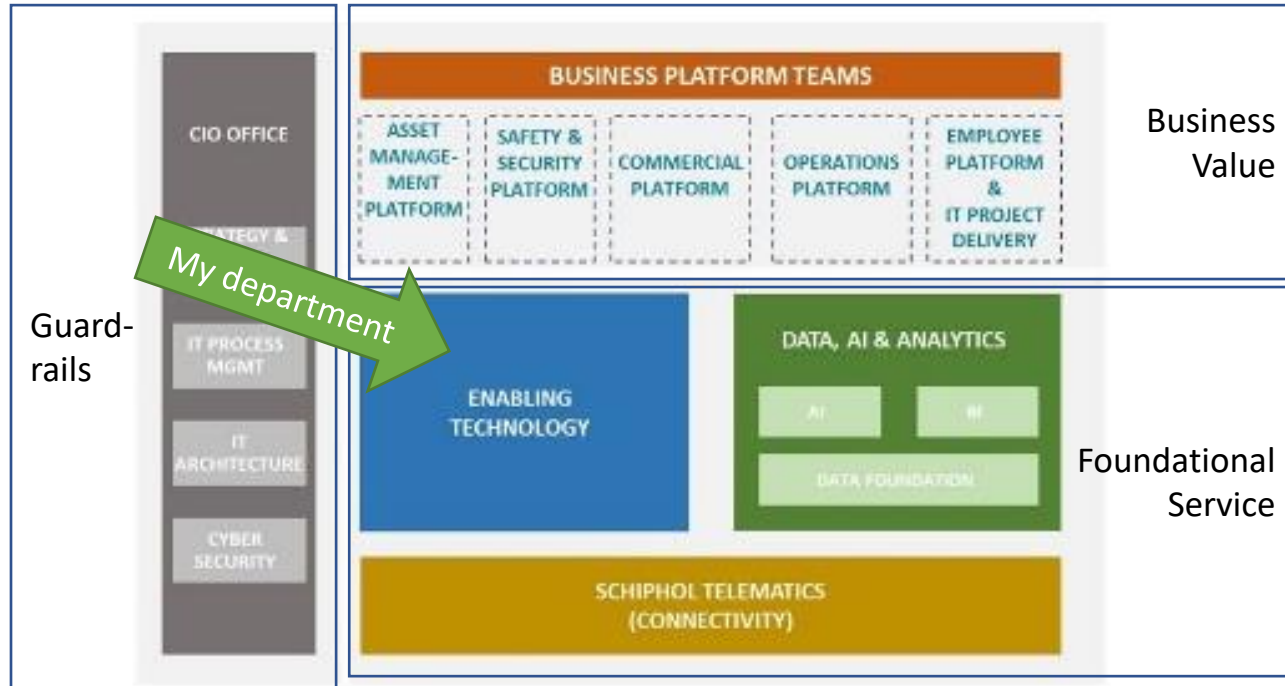 Guard-
rails
CIO OFFICE
STRATEGY &
IT PROCESS
MGMT
IT
ARCHITECTURE
CYBER
SECURITY
My department
BUSINESS PLATFORM TEAMS
ASSET
MANAGE-
MENT
PLATFORM
SAFETY &
SECURITY
PLATFORM
COMMERCIAL
PLATFORM
OPERATIONS
PLATFORM
EMPLOYEE
PLATFORM
&
IT PROJECT
DELIVERY
Business
Value
ENABLING
TECHNOLOGY
DATA, AI & ANALYTICS
AI
BI
DATA FOUNDATION
SCHIPHOL TELEMATICS
(CONNECTIVITY)
Foundational
Service